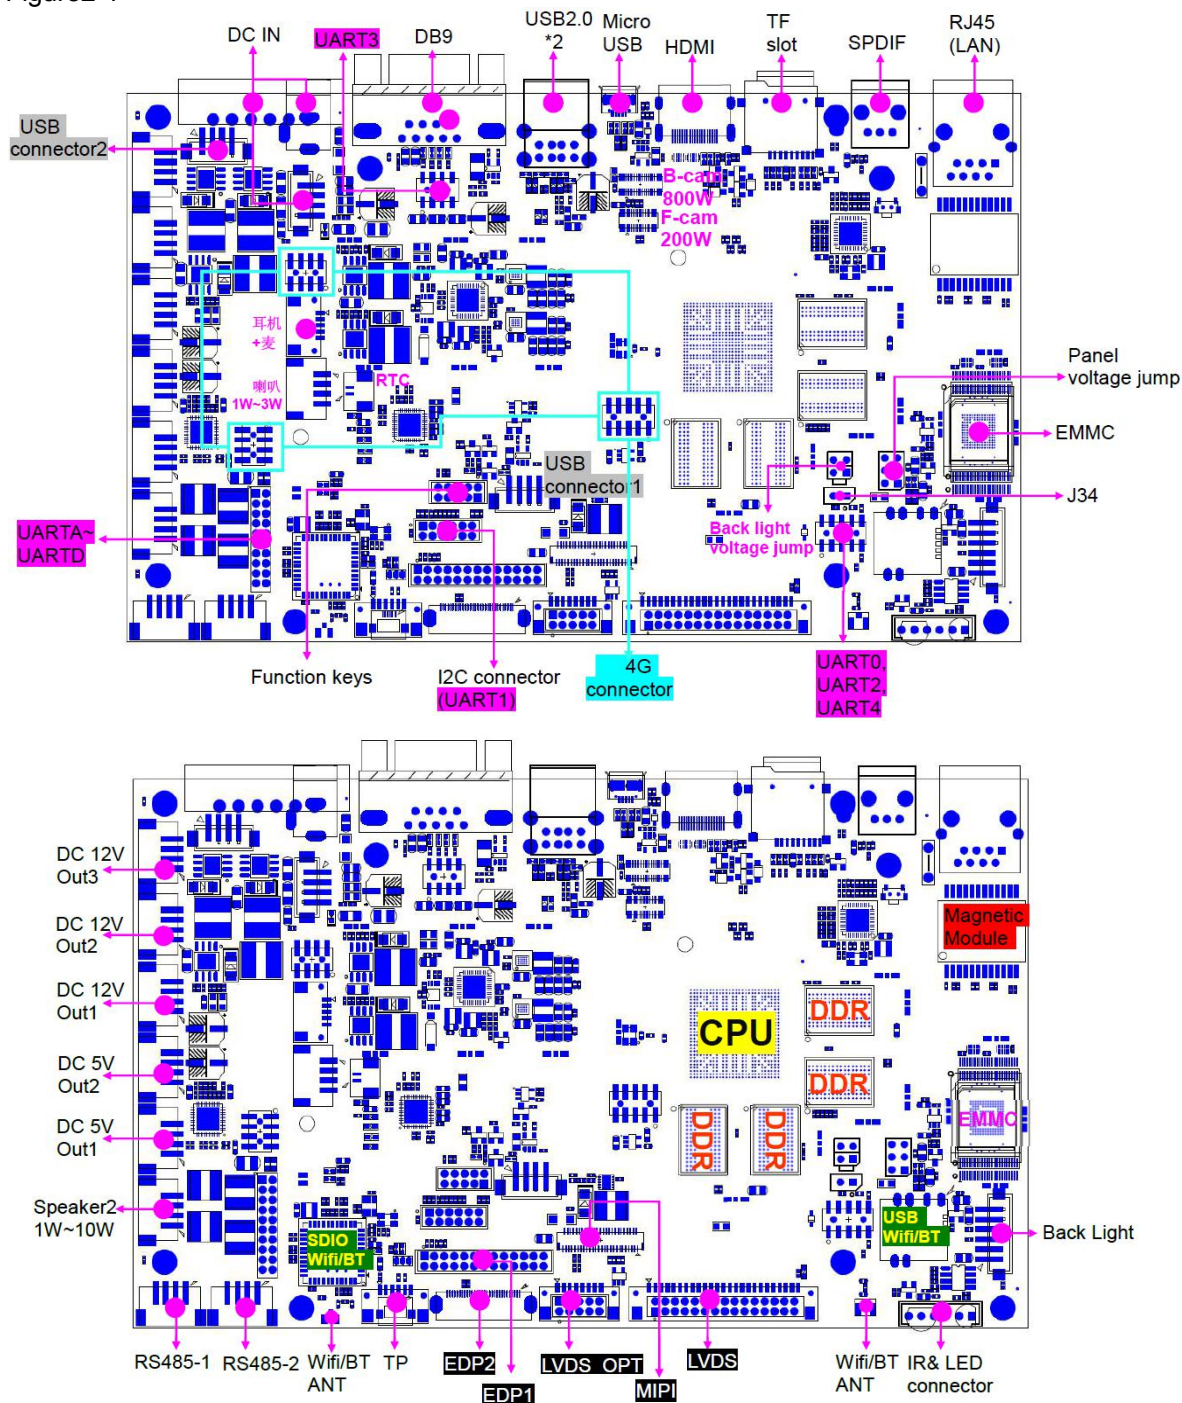 DC IN
UART3
DB9
USB2.0
*2
Micro
USB
HDMI
TF
slot
SPDIF
RJ45
(LAN)
USB
connector2
B-cam
800W
F-cam
200W
耳机
+麦
喇叭
1W~3W
RTC
Panel
voltage jump
EMMC
USB
connector1
J34
Back light
voltage jump
UARTA~
UARTD
Function keys
I2C connector
(UART1)
4G
connector
UART0,
UART2,
UART4
DC 12V
Out3
DC 12V
Out2
DC 12V
Out1
DC 5V
Out2
DC 5V
Out1
Speaker2
1W~10W
Magnetic
Module
CPU
DDR
DDR
DDR
DDR
EMMC
SDIO
Wifi/BT
USB
Wifi/BT
Back Light
RS485-1
RS485-2
Wifi/BT
ANT
TP
EDP2
EDP1
LVDS OPT
MIPI
LVDS
Wifi/BT
ANT
IR& LED
connector